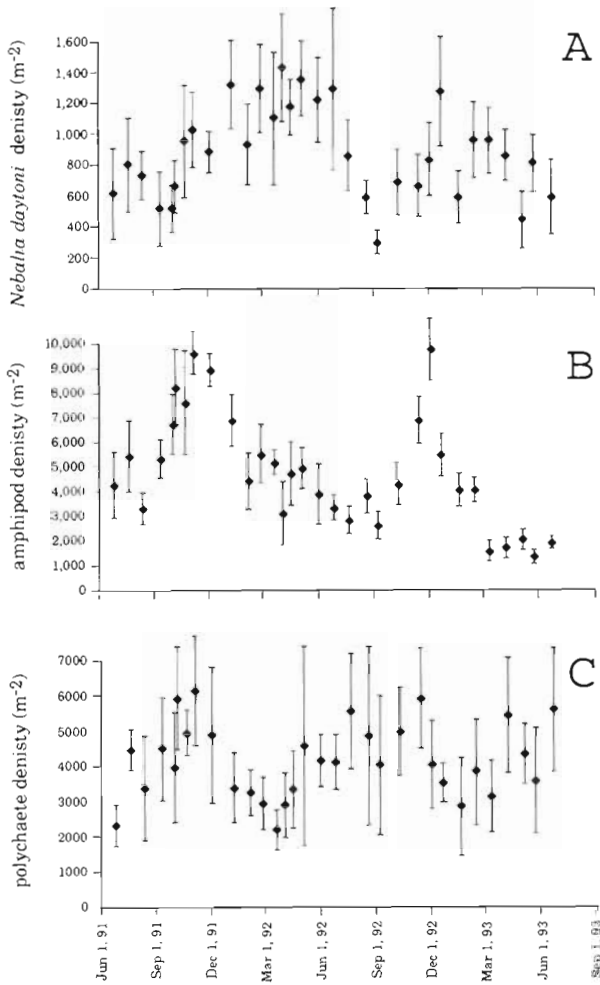 A
Nebalia daytoni denisty (m-2)
1,600
1,400
1,200
1,000
800
600
400
200
0
B
amphipod denisty (m-2)
10,000
9,000
8,000
7,000
6,000
5,000
4,000
3,000
2,000
1,000
0
C
polychaete denisty (m-2)
7000
6000
5000
4000
3000
2000
1000
0
Jun 1, 91
Sep 1, 91
Dec 1, 91
Mar 1, 92
Jun 1, 92
Sep 1, 92
Dec 1, 92
Mar 1, 93
Jun 1, 93
Sep 1, 93